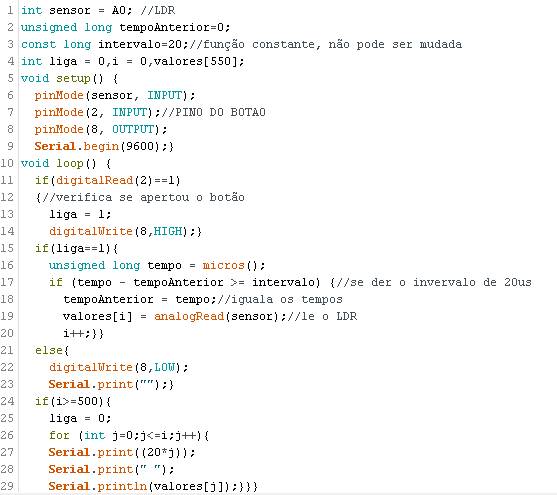 1 int sensor = A0; //LDR
2 unsigned long tempoAnterior=0;
3 const long intervalo=20;//função constante, não pode ser mudada
4 int liga = 0,i = 0,valores[550];
5 void setup() {
6 pinMode(sensor, INPUT);
7 pinMode(2, INPUT);//PINO DO BOTAO
8 pinMode(8, OUTPUT);
9 Serial.begin(9600);}
10 void loop() {
11 if(digitalRead(2)==1)
12 {//verifica se apertou o botão
13 liga = 1;
14 digitalWrite(8,HIGH);}
15 if(liga==1){
16 unsigned long tempo = micros();
17 if (tempo - tempoAnterior >= intervalo) {//se der o invervalo de 20us
18 tempoAnterior = tempo;//iguala os tempos
19 valores[i] = analogRead(sensor);//le o LDR
20 i++;}}
21 else{
22 digitalWrite(8,LOW);
23 Serial.print("");}
24 if(i>=500){
25 liga = 0;
26 for (int j=0;j<=i;j++){
27 Serial.print((20*j));
28 Serial.print(" ");
29 Serial.println(valores[j]);}}}